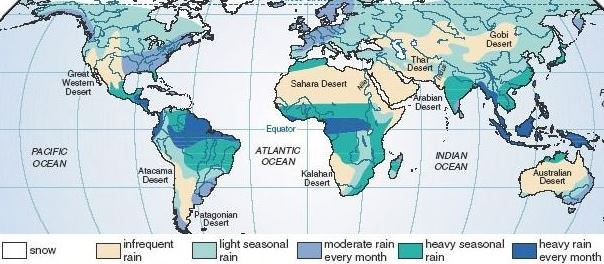 Gobi
Desert
Great
Western
Desert
Thar
Desert
Sahara Desert
Nile
Indus
Arabian
Desert
Equator
PACIFIC
OCEAN
ATLANTIC
OCEAN
INDIAN
OCEAN
Atacama
Desert
Kalahari
Desert
Australian
Desert
Patagonian
Desert
snow
infrequent
rain
light seasonal
rain
moderate rain
every month
heavy seasonal
rain
heavy rain
every month